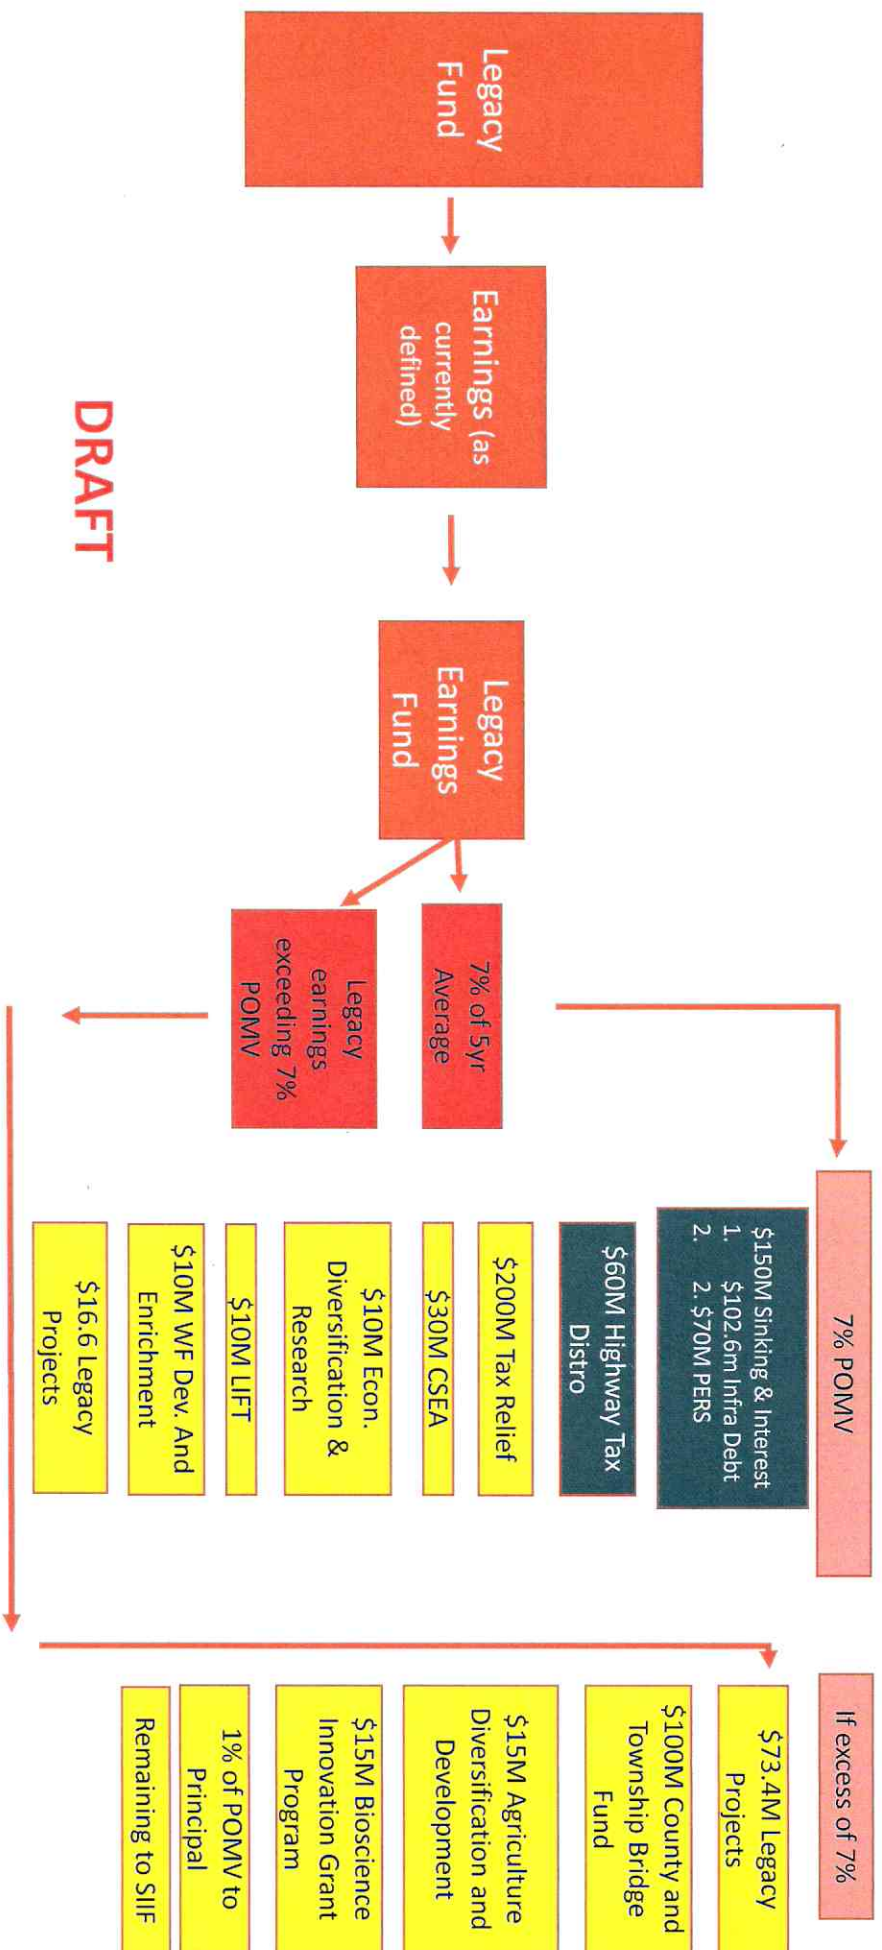 Legacy
Fund
Earnings (as
currently
defined)
Legacy
Earnings
Fund
7% of 5yr
Average
Legacy
earnings
exceeding 7%
POMV
DRAFT
7% POMV
$150M Sinking & Interest
1. $102.6m Infra Debt
2. 2. $70M PERS
$60M Highway Tax
Distro
$200M Tax Relief
$30M CSEA
$10M Econ.
Diversification &
Research
$10M LIFT
$10M WF Dev. And
Enrichment
$16.6 Legacy
Projects
If excess of 7%
$73.4M Legacy
Projects
$100M County and
Township Bridge
Fund
$15M Agriculture
Diversification and
Development
$15M Bioscience
Innovation Grant
Program
1% of POMV to
Principal
Remaining to SIIF